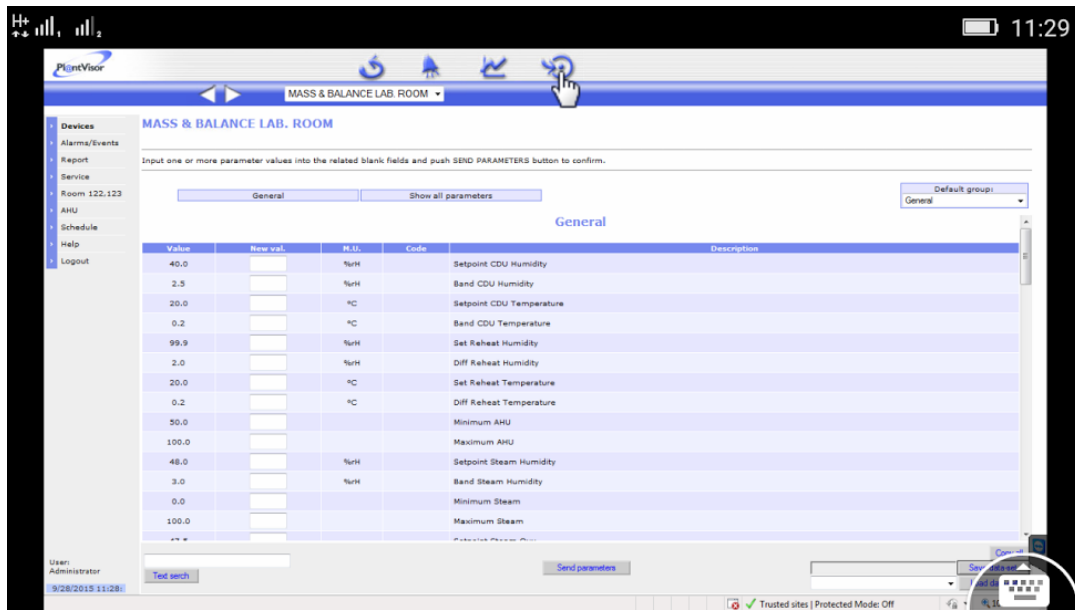 H+ 1 2 11:29
Pl@ntVisor
MASS & BALANCE LAB. ROOM
Devices
Alarms/Events
Report
Service
Room 122,123
AHU
Schedule
Help
Logout
MASS & BALANCE LAB. ROOM
Input one or more parameter values into the related blank fields and push SEND PARAMETERS button to confirm.
General Show all parameters
Default group:
General
General
Value New val. M.U. Code Description
40.0 %rH Setpoint CDU Humidity
2.5 %rH Band CDU Humidity
20.0 °C Setpoint CDU Temperature
0.2 °C Band CDU Temperature
99.9 %rH Set Reheat Humidity
2.0 %rH Diff Reheat Humidity
20.0 °C Set Reheat Temperature
0.2 °C Diff Reheat Temperature
50.0 Minimum AHU
100.0 Maximum AHU
48.0 %rH Setpoint Steam Humidity
3.0 %rH Band Steam Humidity
0.0 Minimum Steam
100.0 Maximum Steam
User:
Administrator
9/28/2015 11:28:
Text serch
Send parameters
Trusted sites | Protected Mode: Off